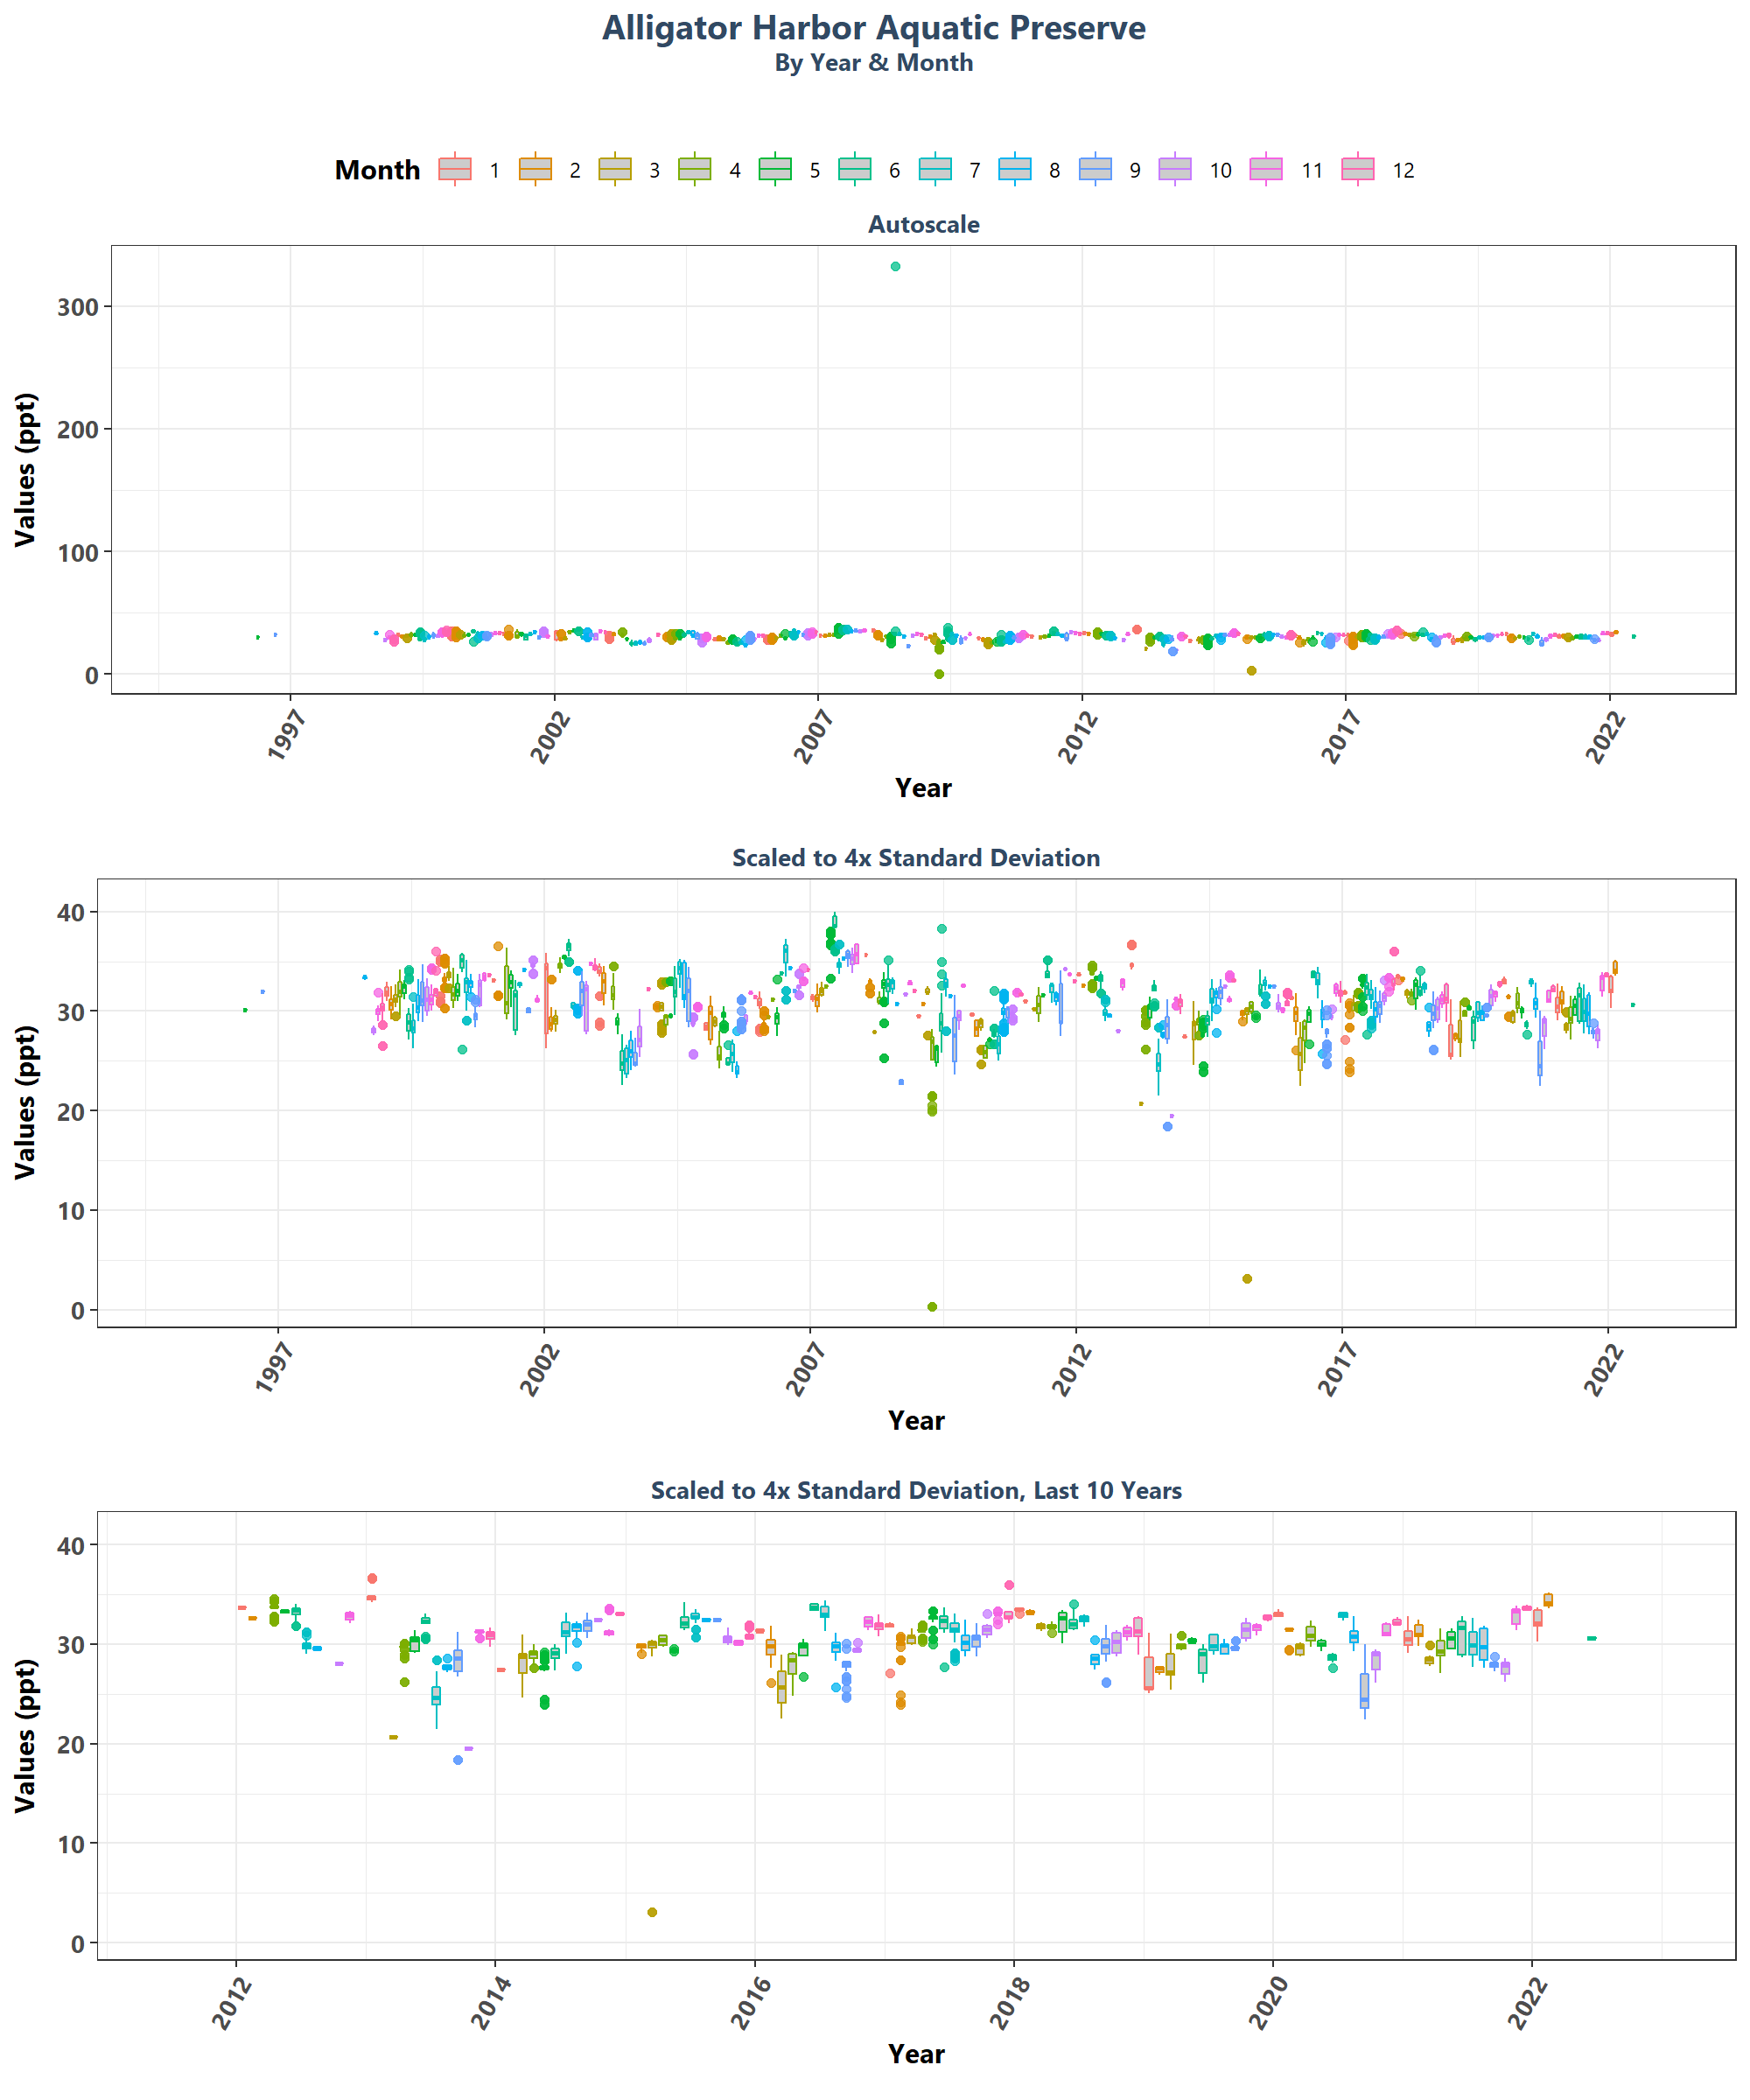 Alligator Harbor Aquatic Preserve
By Year & Month
Month 1 2 3 4 5 6 7 8 9 10 11 12
Autoscale
Values (ppt)
300
200
100
0
1997 2002 2007 2012 2017 2022
Year
Scaled to 4x Standard Deviation
Values (ppt)
40
30
20
10
0
1997 2002 2007 2012 2017 2022
Year
Scaled to 4x Standard Deviation, Last 10 Years
Values (ppt)
40
30
20
10
0
2012 2014 2016 2018 2020 2022
Year